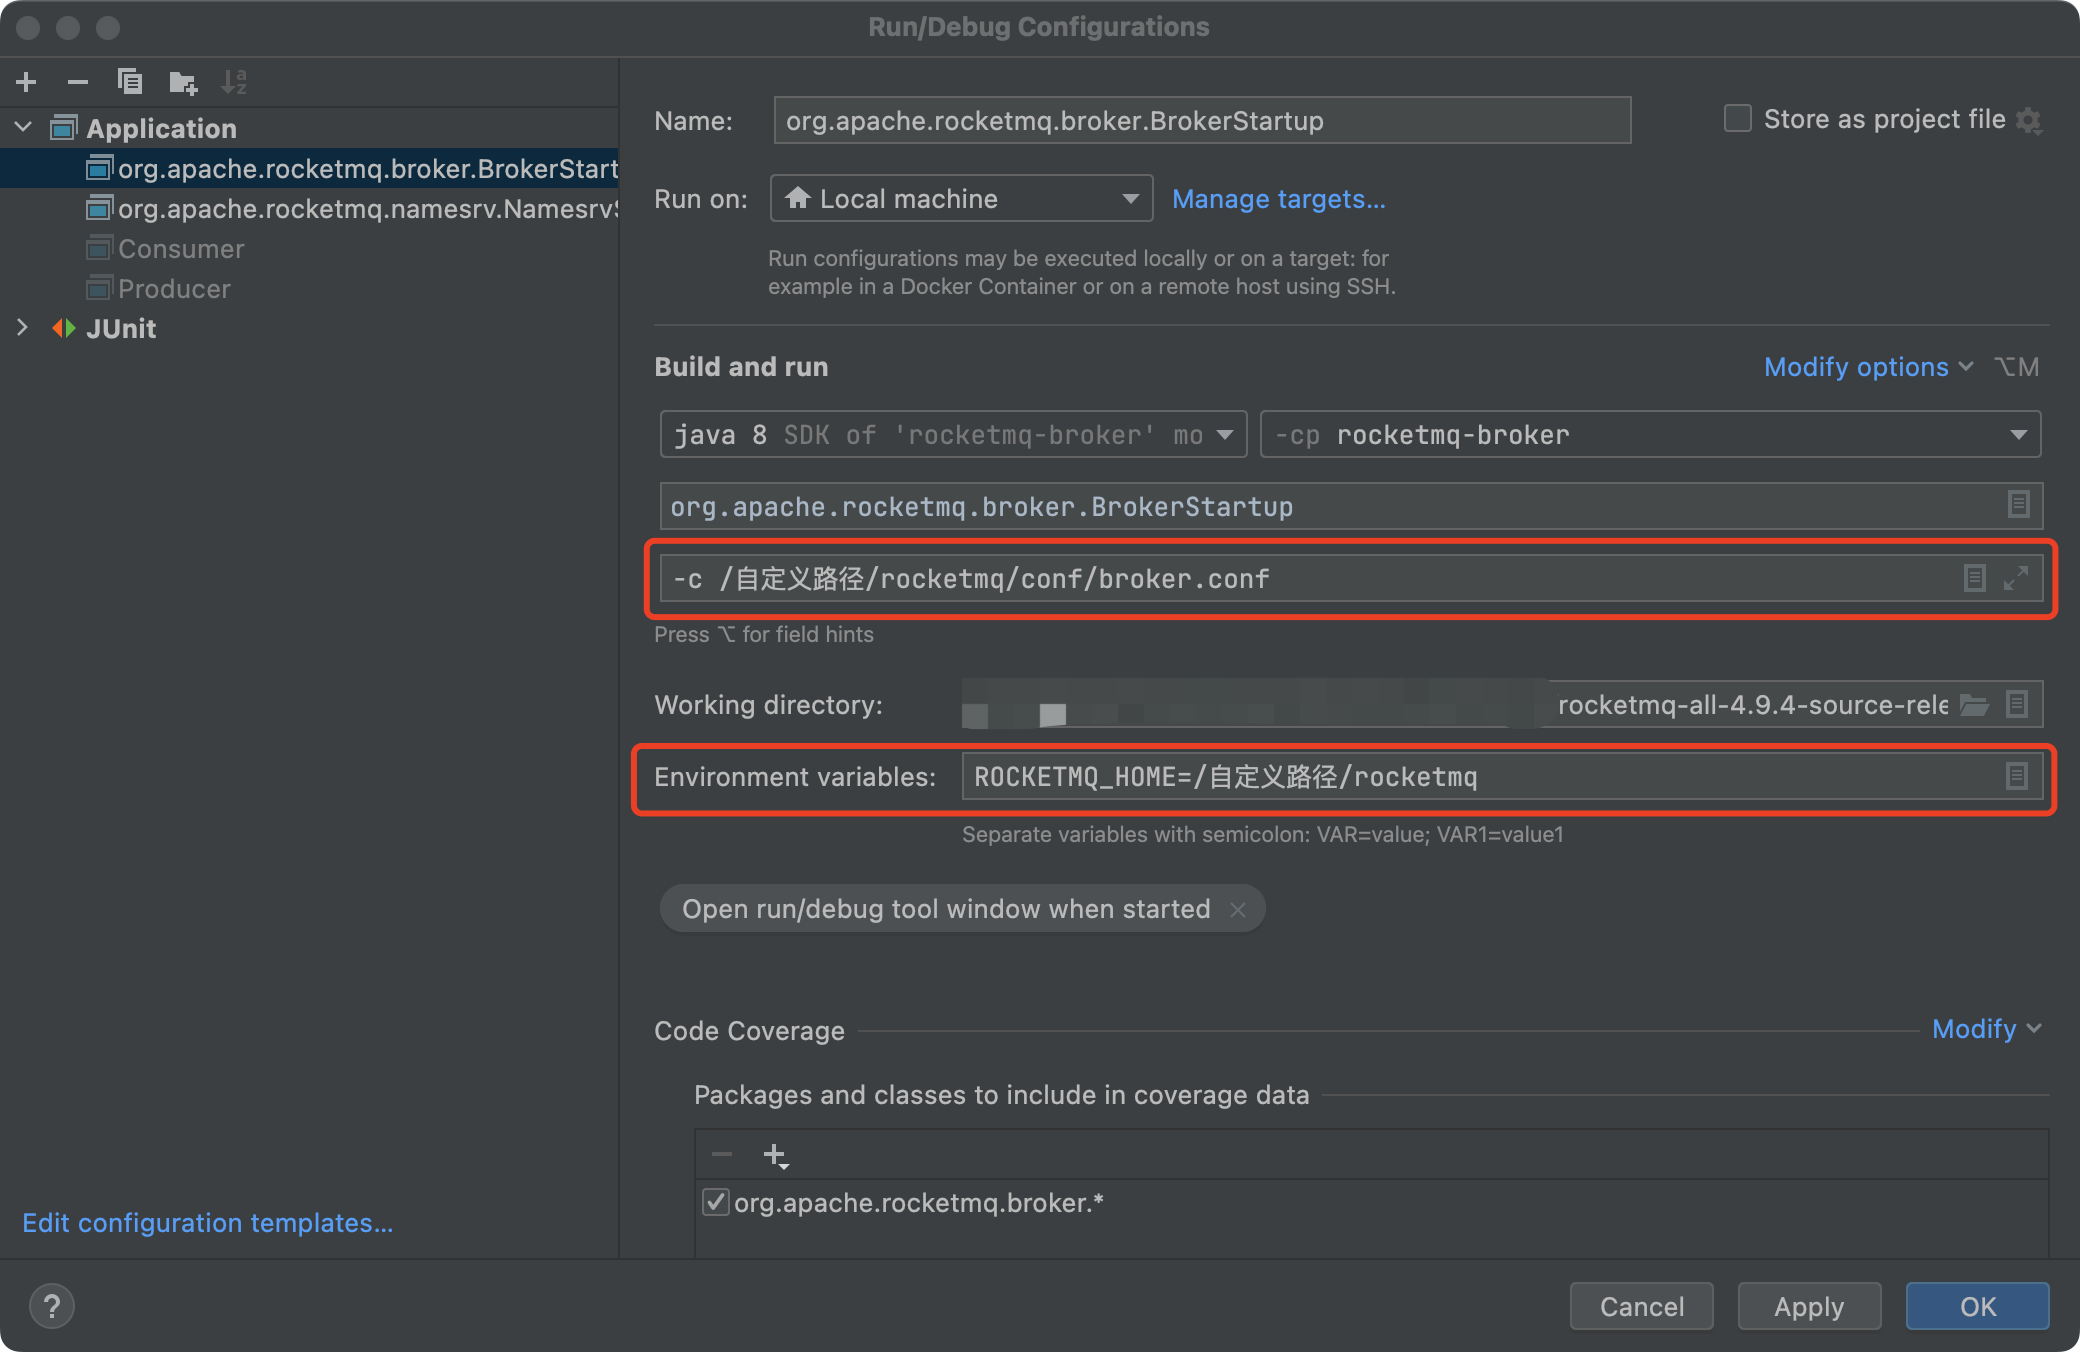 Run/Debug Configurations
Application
org.apache.rocketmq.broker.BrokerStart
org.apache.rocketmq.namesrv.Namesrv
Consumer
Producer
JUnit
Edit configuration templates...
Name: org.apache.rocketmq.broker.BrokerStartup
Store as project file
Run on: Local machine Manage targets...
Run configurations may be executed locally or on a target: for
example in a Docker Container or on a remote host using SSH.
Build and run
Modify options ⌥M
java 8 SDK of 'rocketmq-broker' mo
-cp rocketmq-broker
org.apache.rocketmq.broker.BrokerStartup
-c /自定义路径/rocketmq/conf/broker.conf
Press ⌥ for field hints
Working directory: rocketmq-all-4.9.4-source-rele
Environment variables: ROCKETMQ_HOME=/自定义路径/rocketmq
Separate variables with semicolon: VAR=value; VAR1=value1
Open run/debug tool window when started
Code Coverage
Modify
Packages and classes to include in coverage data
org.apache.rocketmq.broker.*
? Cancel Apply OK